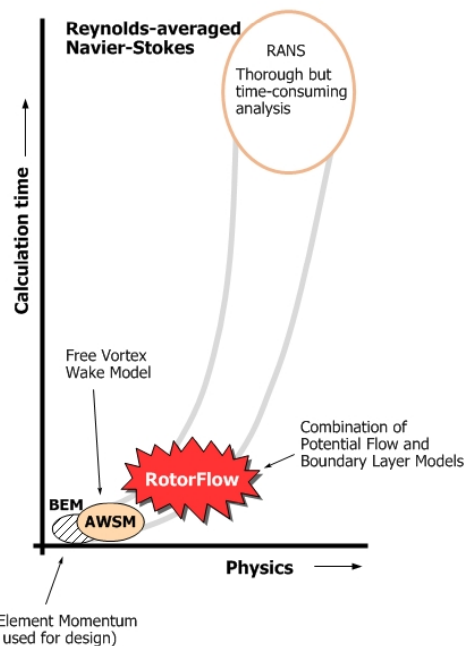 Reynolds-averaged
Navier-Stokes
RANS
Thorough but
time-consuming
analysis
Calculation time
Free Vortex
Wake Model
Combination of
Potential Flow and
Boundary Layer Models
RotorFlow
BEM
AWSM
Physics
Element Momentum
used for design)